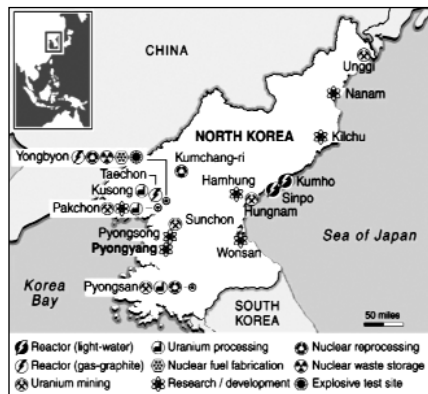 CHINA
Unggi
Nanam
NORTH KOREA
Kilchu
Yongbyon
Kumchang-ri
Taechon
Kusong
Hamhung
Kumho
Sinpo
Pakchon
Hungnam
Sunchon
Pyongsong
Pyongyang
Wonsan
Sea of Japan
Korea
Bay
Pyongsan
SOUTH
KOREA
50 miles
Reactor (light-water)
Uranium processing
Nuclear reprocessing
Reactor (gas-graphite)
Nuclear fuel fabrication
Nuclear waste storage
Uranium mining
Research / development
Explosive test site